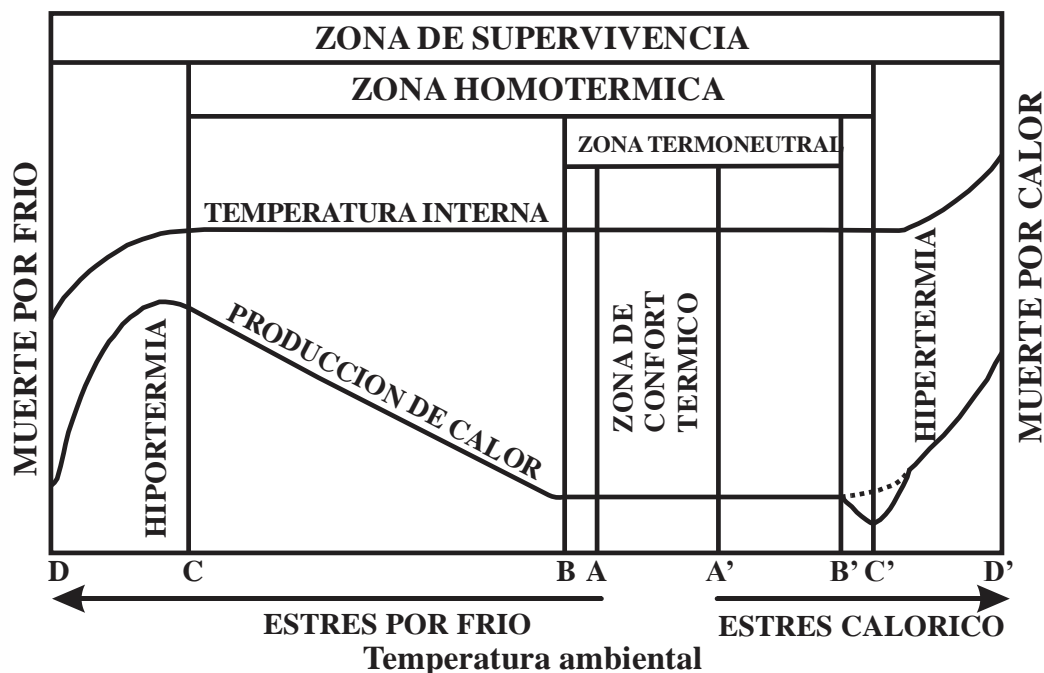 ZONA DE SUPERVIVENCIA
ZONA HOMOTERMICA
ZONA TERMONEUTRAL
MUERTE POR FRIO
TEMPERATURA INTERNA
PRODUCCION DE CALOR
HIPORTERMIA
ZONA DE
CONFORT
TERMICO
HIPERTERMIA
MUERTE POR CALOR
D C B A A' B' C' D'
ESTRES POR FRIO
ESTRES CALORICO
Temperatura ambiental